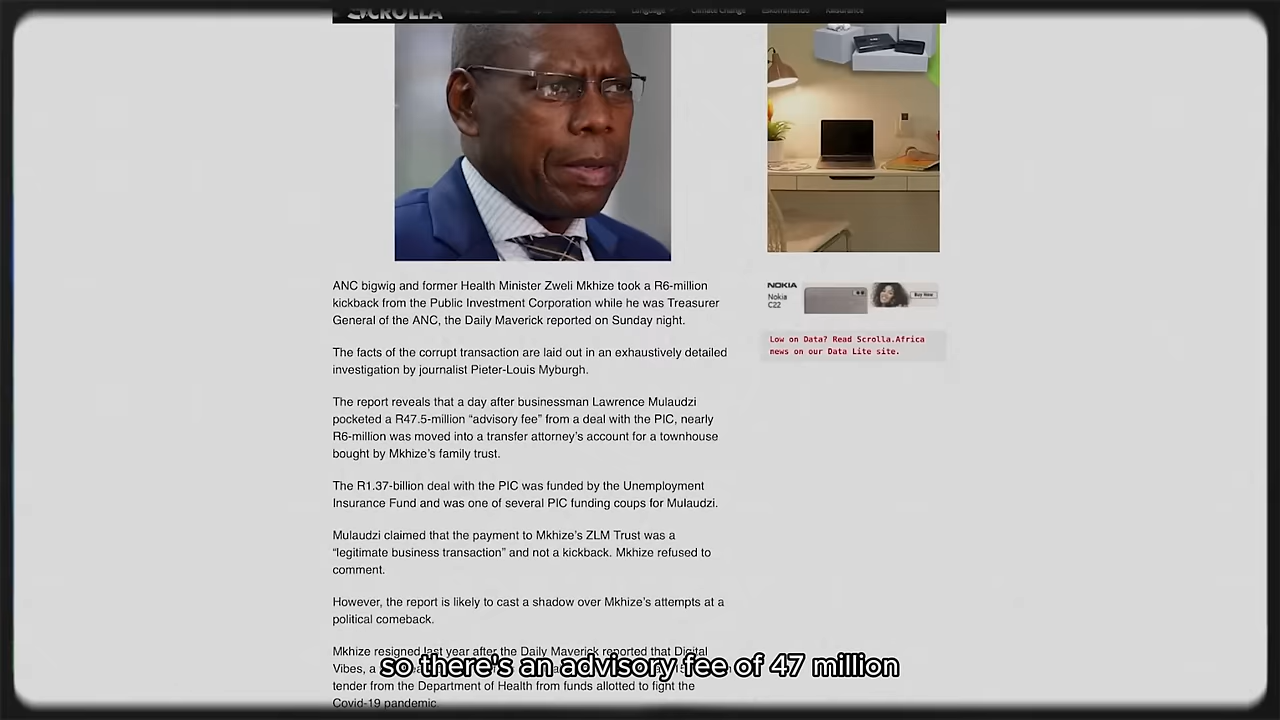 SCROLLA
Language
Climate Change
ANC bigwig and former Health Minister Zweli Mkhize took a R6-million
kickback from the Public Investment Corporation while he was Treasurer
General of the ANC, the Daily Maverick reported on Sunday night.
The facts of the corrupt transaction are laid out in an exhaustively detailed
investigation by journalist Pieter-Louis Myburgh.
The report reveals that a day after businessman Lawrence Mulaudzi
pocketed a R47.5-million “advisory fee” from a deal with the PIC, nearly
R6-million was moved into a transfer attorney’s account for a townhouse
bought by Mkhize’s family trust.
The R1.37-billion deal with the PIC was funded by the Unemployment
Insurance Fund and was one of several PIC funding coups for Mulaudzi.
Mulaudzi claimed that the payment to Mkhize’s ZLM Trust was a
“legitimate business transaction” and not a kickback. Mkhize refused to
comment.
However, the report is likely to cast a shadow over Mkhize’s attempts at a
political comeback.
Mkhize resigned last year after the Daily Maverick reported that Digital
Vibes, a
tender from the Department of Health from funds allotted to fight the
Covid-19 pandemic
NOKIA
Nokia
C22
Buy Now
Low on Data? Read Scrolla.Africa
news on our Data Lite site.
so there's an advisory fee of 47 million